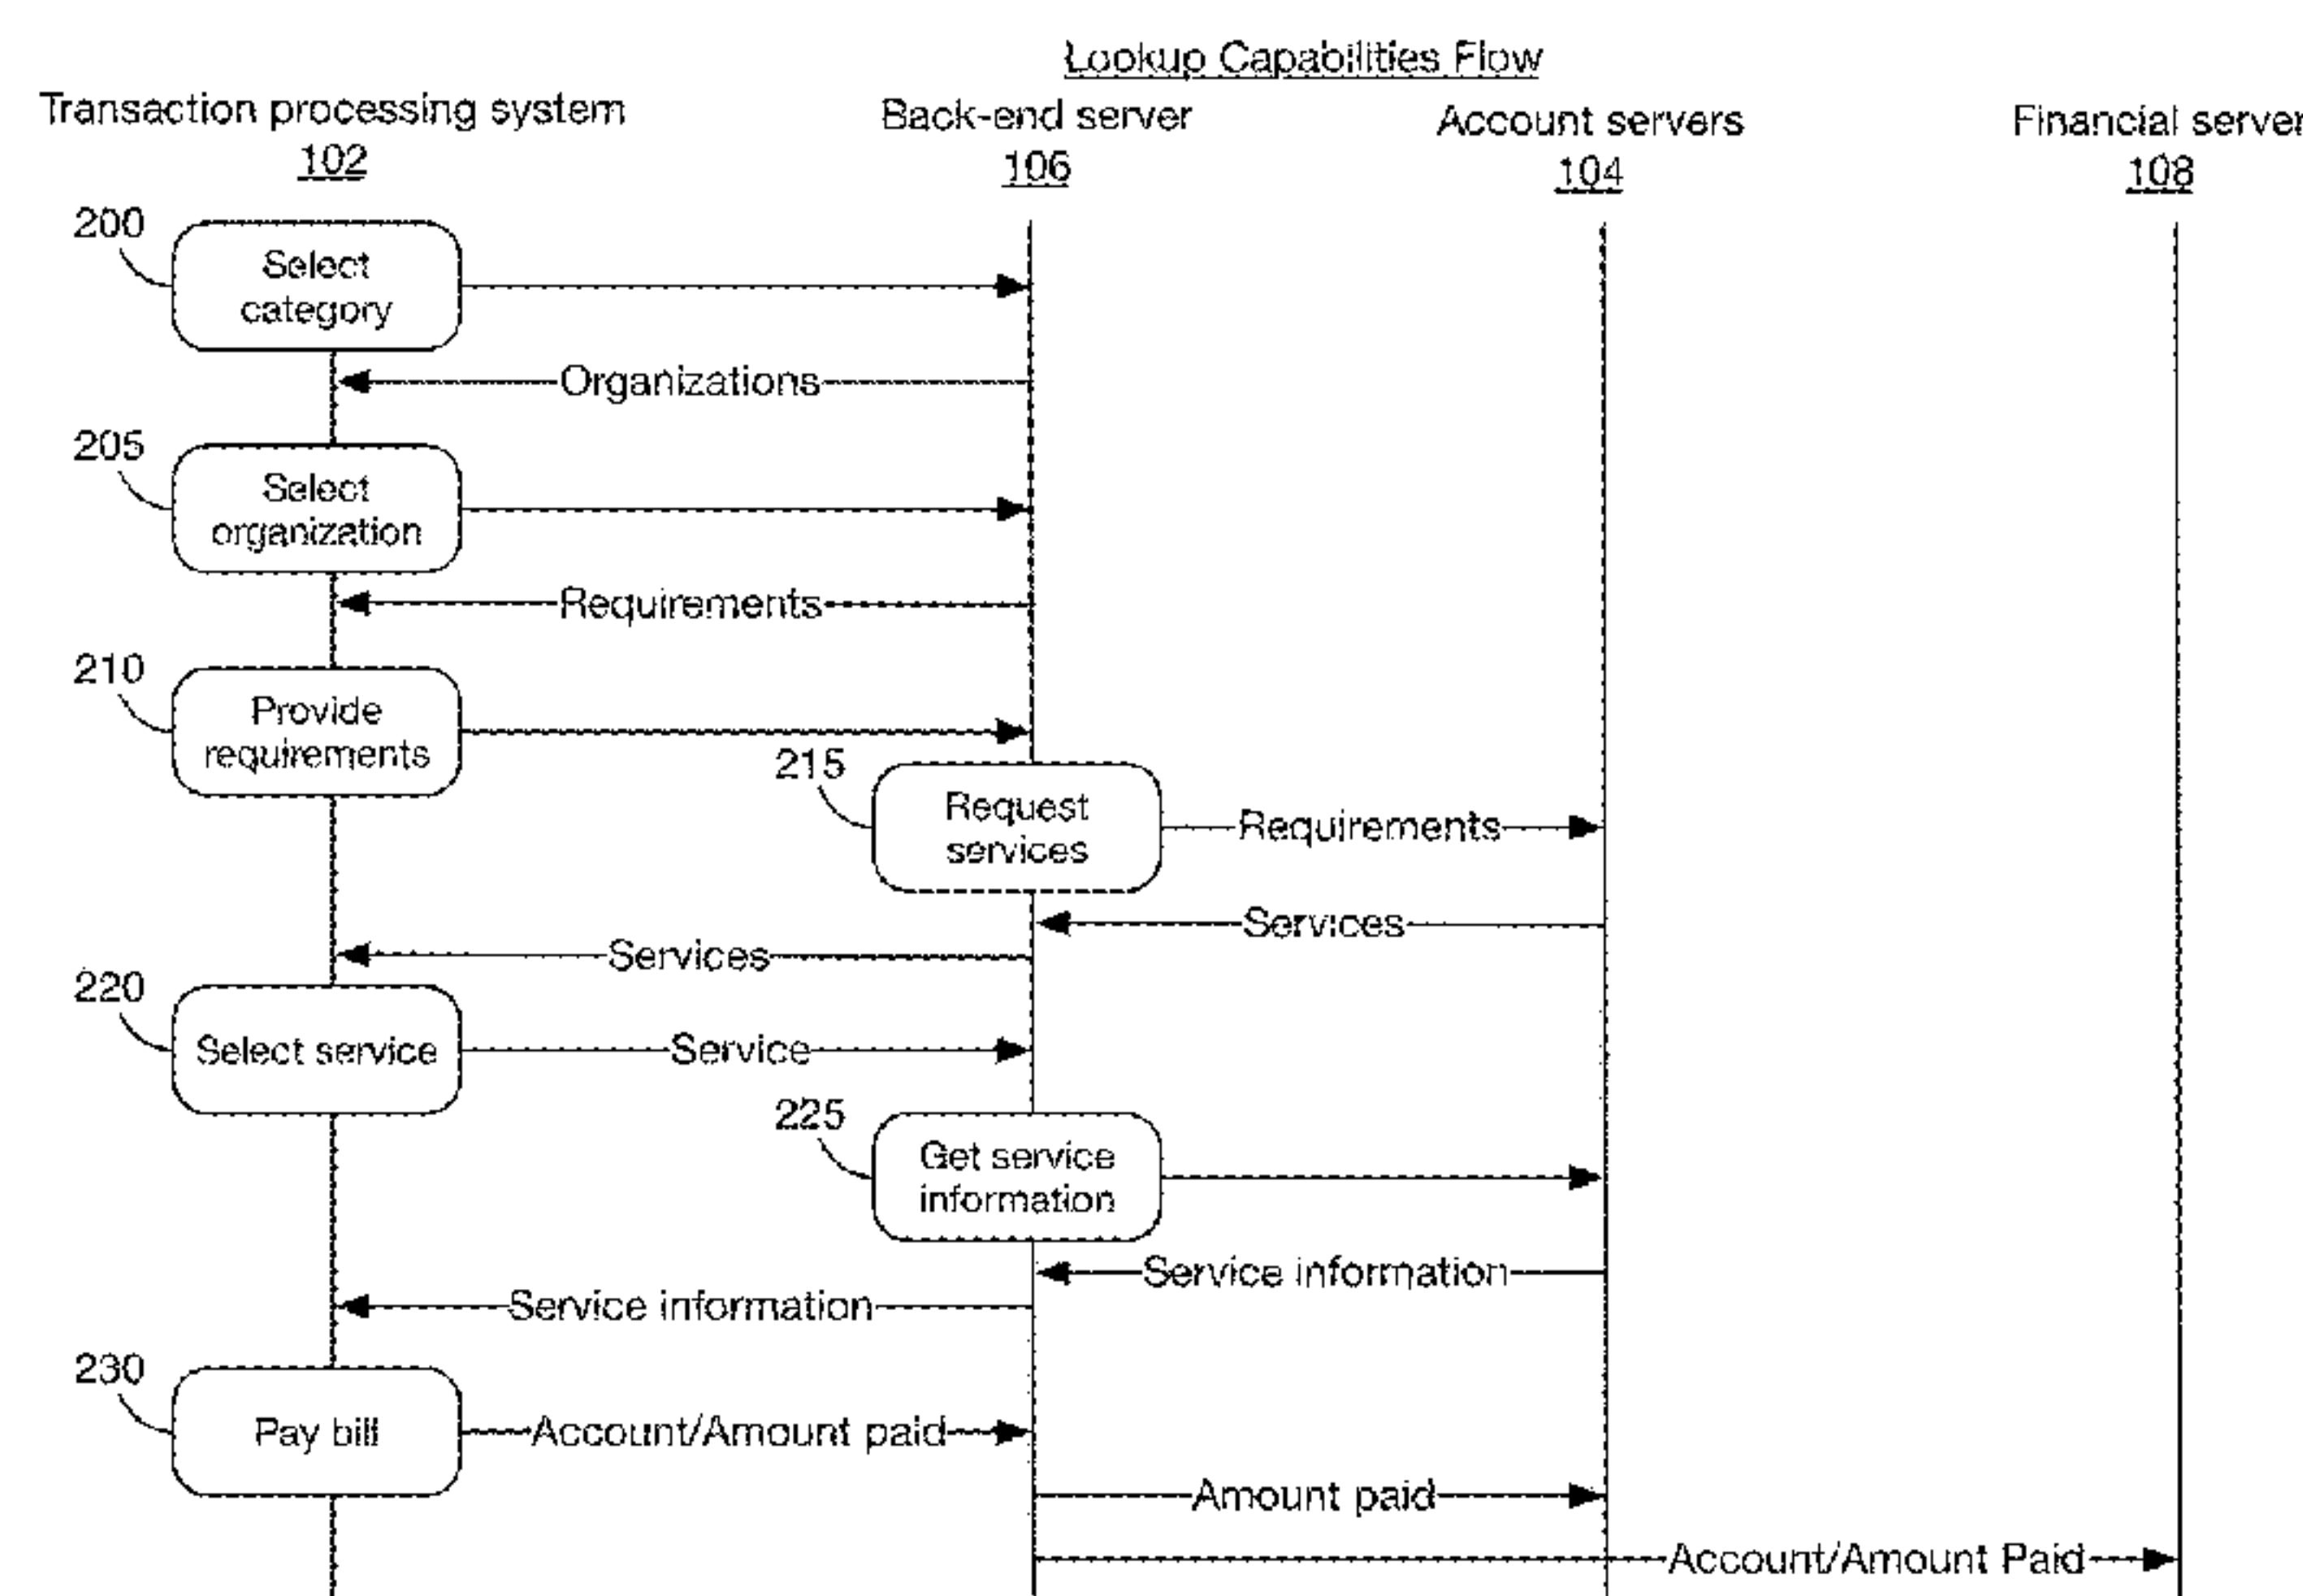 Lookup Capabilities Flow
Transaction processing system
102
Back-end server
106
Account servers
104
Financial server
108
200
Select
category
Organizations
205
Select
organization
Requirements
210
Provide
requirements
215
Request
services
Requirements
Services
Services
220
Select service
Service
225
Get service
information
Service information
Service information
230
Pay bill
Account/Amount paid
Amount paid
Account/Amount Paid